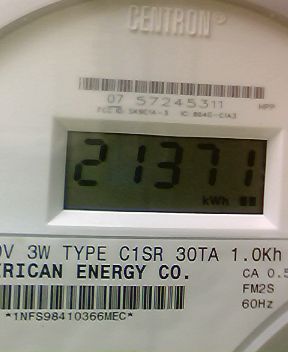 CENTRON
07 57245311
21371
kWh
3W TYPE C1SR 30TA 1.0Kh
RICAN ENERGY CO.
CA 0.5
FM2S
60Hz
*1NFS98410366MEC*